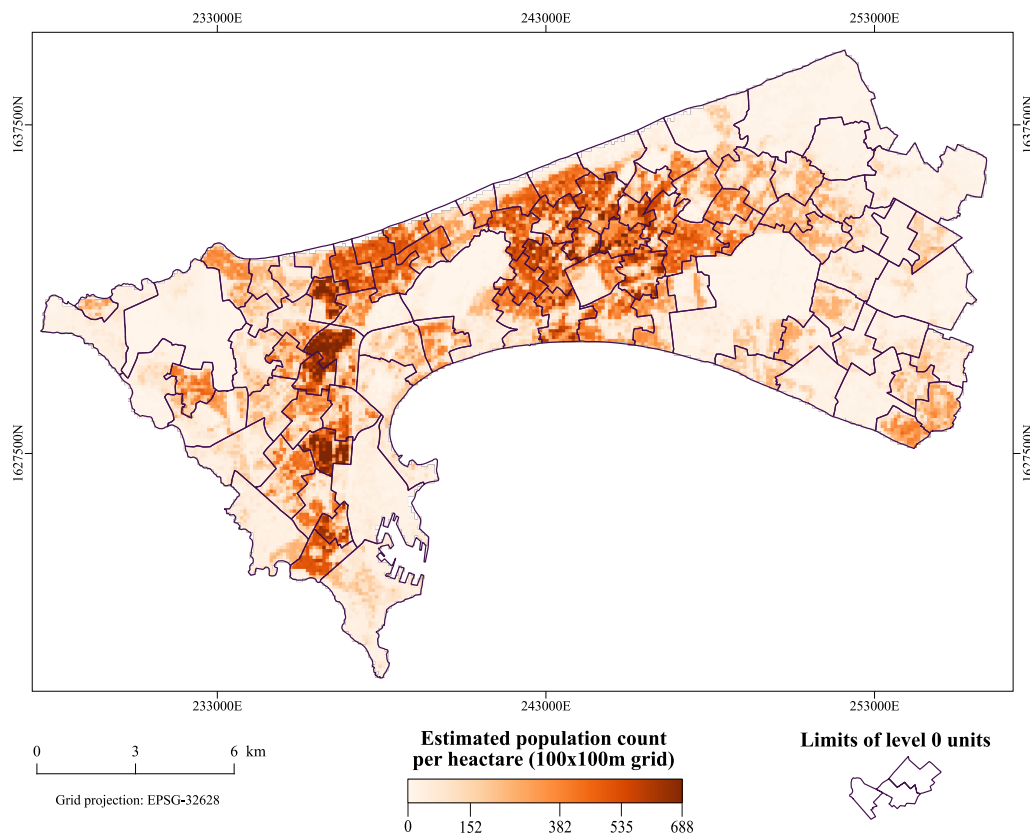 233000E 243000E 253000E
1637500N 1637500N
1627500N 1627500N
233000E 243000E 253000E
0 3 6 km
Grid projection: EPSG-32628
Estimated population count
per heactare (100x100m grid)
0 152 382 535 688
Limits of level 0 units